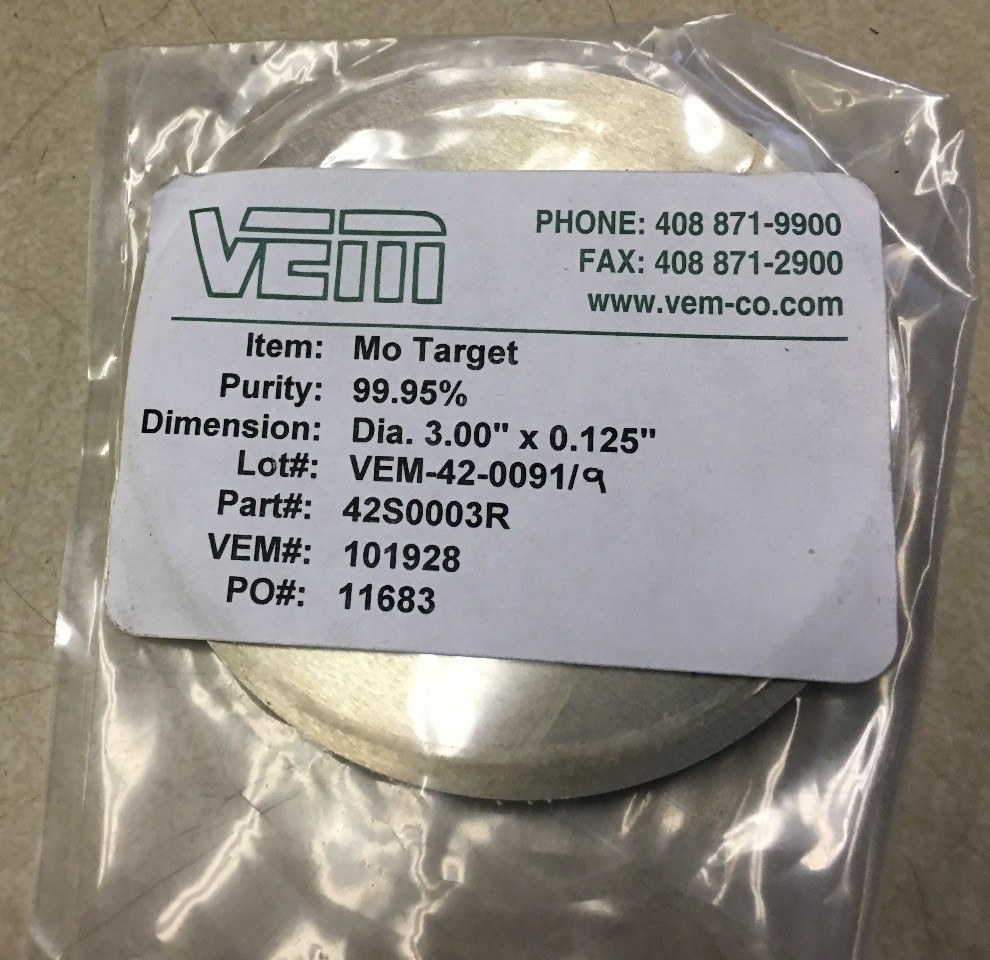 VEM
PHONE: 408 871-9900
FAX: 408 871-2900
www.vem-co.com
Item: Mo Target
Purity: 99.95%
Dimension: Dia. 3.00" x 0.125"
Lot#: VEM-42-0091/9
Part#: 42S0003R
VEM#: 101928
PO#: 11683